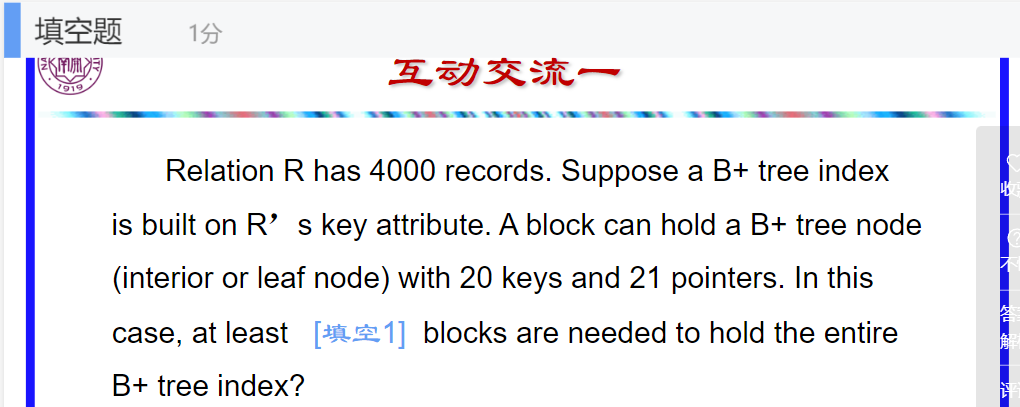 填空题 1分
1919
互动交流一
Relation R has 4000 records. Suppose a B+ tree index
is built on R’s key attribute. A block can hold a B+ tree node
(interior or leaf node) with 20 keys and 21 pointers. In this
case, at least [填空1] blocks are needed to hold the entire
B+ tree index?